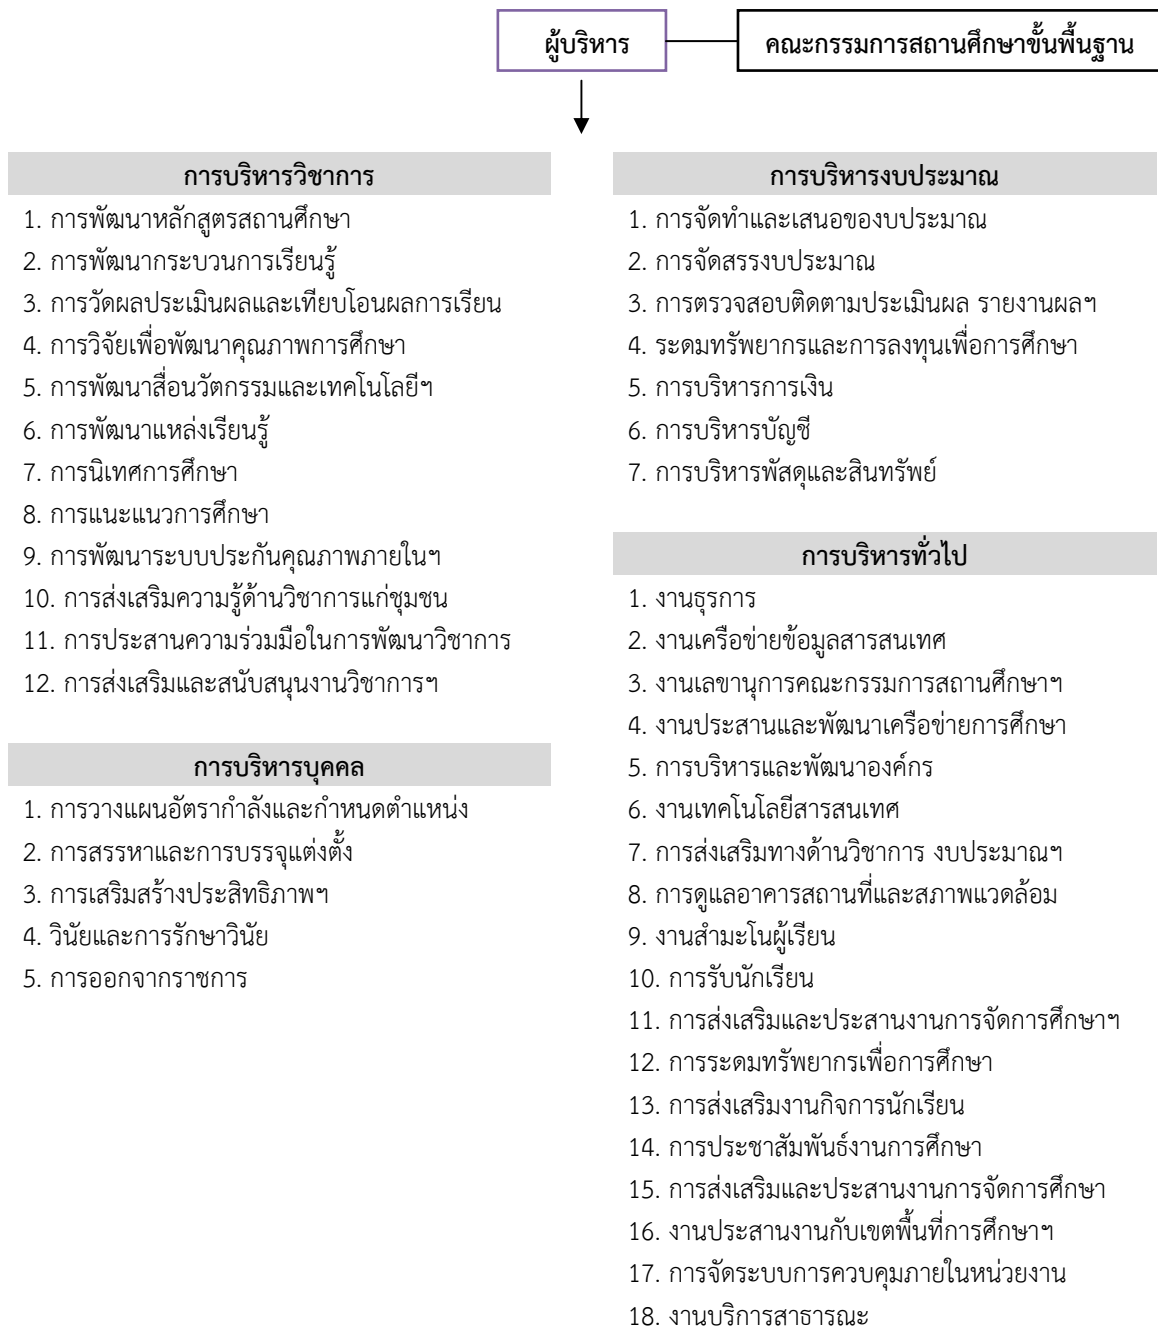 ผู้บริหาร
คณะกรรมการสถานศึกษาขั้นพื้นฐาน
การบริหารวิชาการ
1. การพัฒนาหลักสูตรสถานศึกษา
2. การพัฒนากระบวนการเรียนรู้
3. การวัดผลประเมินผลและเทียบโอนผลการเรียน
4. การวิจัยเพื่อพัฒนาคุณภาพการศึกษา
5. การพัฒนาสื่อนวัตกรรมและเทคโนโลยีฯ
6. การพัฒนาแหล่งเรียนรู้
7. การนิเทศการศึกษา
8. การแนะแนวการศึกษา
9. การพัฒนาระบบประกันคุณภาพภายในฯ
10. การส่งเสริมความรู้ด้านวิชาการแก่ชุมชน
11. การประสานความร่วมมือในการพัฒนาวิชาการ
12. การส่งเสริมและสนับสนุนงานวิชาการฯ
การบริหารบุคคล
1. การวางแผนอัตรากำลังและกำหนดตำแหน่ง
2. การสรรหาและการบรรจุแต่งตั้ง
3. การเสริมสร้างประสิทธิภาพฯ
4. วินัยและการรักษาวินัย
5. การออกจากราชการ
การบริหารงบประมาณ
1. การจัดทำและเสนอของบประมาณ
2. การจัดสรรงบประมาณ
3. การตรวจสอบติดตามประเมินผล รายงานผลฯ
4. ระดมทรัพยากรและการลงทุนเพื่อการศึกษา
5. การบริหารการเงิน
6. การบริหารบัญชี
7. การบริหารพัสดุและสินทรัพย์
การบริหารทั่วไป
1. งานธุรการ
2. งานเครือข่ายข้อมูลสารสนเทศ
3. งานเลขานุการคณะกรรมการสถานศึกษาฯ
4. งานประสานและพัฒนาเครือข่ายการศึกษา
5. การบริหารและพัฒนาองค์กร
6. งานเทคโนโลยีสารสนเทศ
7. การส่งเสริมทางด้านวิชาการ งบประมาณฯ
8. การดูแลอาคารสถานที่และสภาพแวดล้อม
9. งานสำมะโนผู้เรียน
10. การรับนักเรียน
11. การส่งเสริมและประสานงานการจัดการศึกษาฯ
12. การระดมทรัพยากรเพื่อการศึกษา
13. การส่งเสริมงานกิจการนักเรียน
14. การประชาสัมพันธ์งานการศึกษา
15. การส่งเสริมและประสานงานการจัดการศึกษา
16. งานประสานงานกับเขตพื้นที่การศึกษาฯ
17. การจัดระบบการควบคุมภายในหน่วยงาน
18. งานบริการสาธารณะ